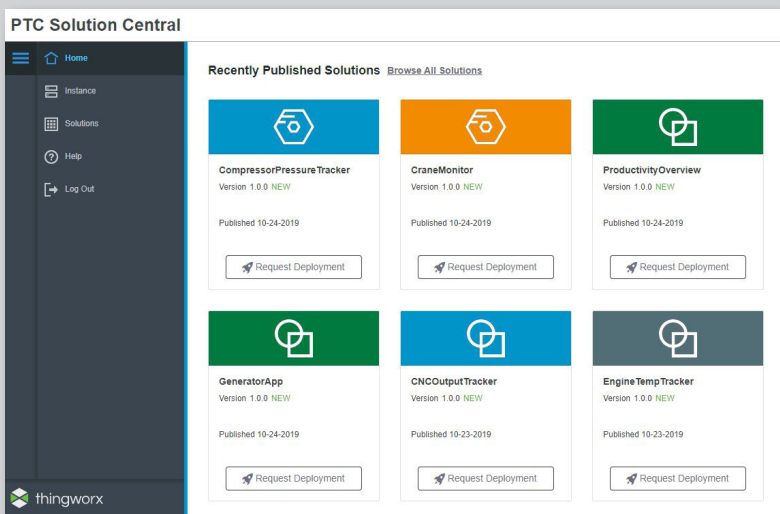 PTC Solution Central
Home
Instance
Solutions
Help
Log Out
thingworx
Recently Published Solutions Browse All Solutions
CompressorPressureTracker
Version 1.0.0 NEW
Published 10-24-2019
Request Deployment
CraneMonitor
Version 1.0.0 NEW
Published 10-24-2019
Request Deployment
ProductivityOverview
Version 1.0.0 NEW
Published 10-24-2019
Request Deployment
GeneratorApp
Version 1.0.0 NEW
Published 10-24-2019
Request Deployment
CNCOutputTracker
Version 1.0.0 NEW
Published 10-23-2019
Request Deployment
EngineTempTracker
Version 1.0.0 NEW
Published 10-23-2019
Request Deployment